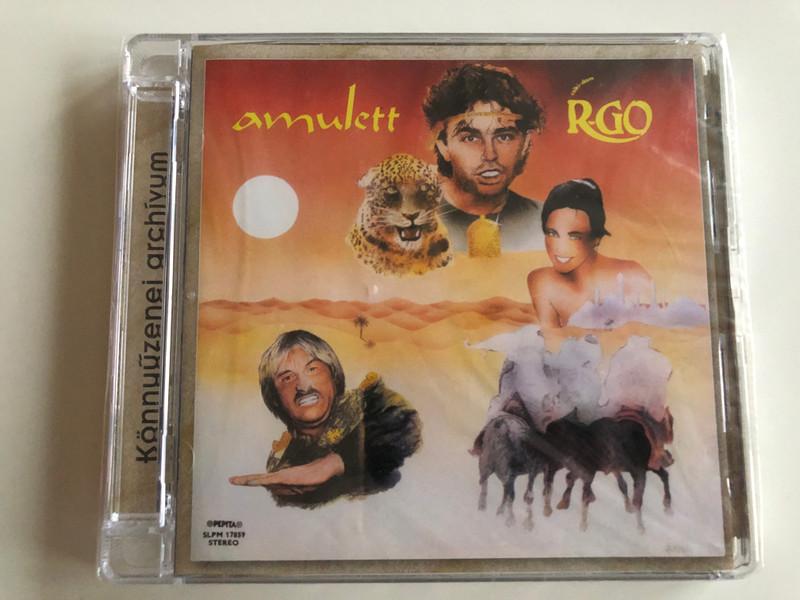 amulett
R-GO
Könnyűzenei archívum
PEPITA
SLPM 17859
STEREO